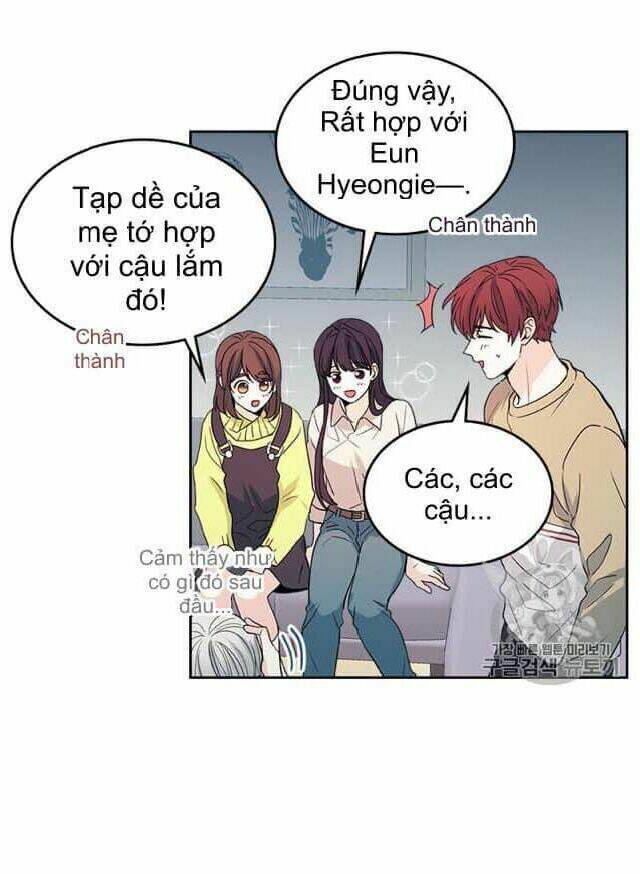 Đúng vậy,
Rất hợp với
Eun
Hyeongie—.
Chân thành
Tạp dề của
mẹ tớ hợp
với cậu lắm
đó!
Chân
thành
Các, các
cậu...
Cảm thấy như
có gì đó sau
đầu...
가장 빠른 웹툰 미리보기
구글검색 뉴토끼